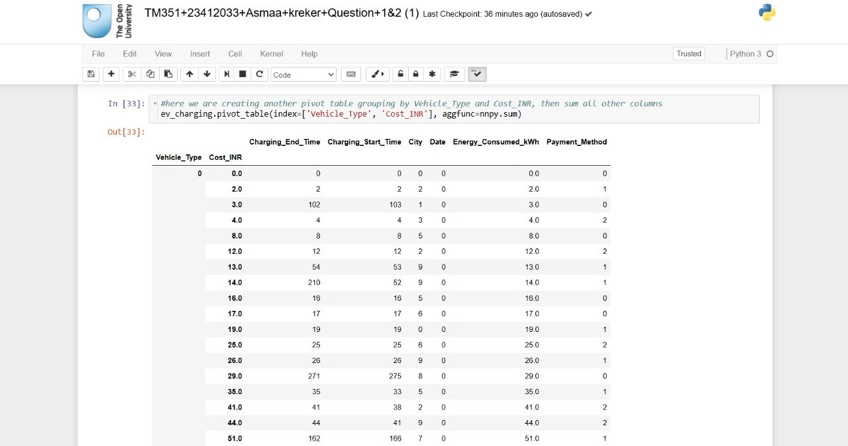 The Open University
TM351+23412033+Asmaa+kreker+Question+1&2 (1) Last Checkpoint: 36 minutes ago (autosaved)
File Edit View Insert Cell Kernel Help Trusted Python 3
Code
In [33]: #here we are creating another pivot table grouping by Vehicle_Type and Cost_INR, then sum all other columns
ev_charging.pivot_table(index=['Vehicle_Type', 'Cost_INR'], aggfunc=nnpy.sum)
Out[33]:
Charging_End_Time Charging_Start_Time City Date Energy_Consumed_kWh Payment_Method
Vehicle_Type Cost_INR
0 0.0 0 0 0 0 0.0 0
2.0 2 2 2 0 2.0 1
3.0 102 103 1 0 3.0 0
4.0 4 4 3 0 4.0 2
8.0 8 8 5 0 8.0 0
12.0 12 12 2 0 12.0 2
13.0 54 53 9 0 13.0 1
14.0 210 52 9 0 14.0 1
16.0 16 16 5 0 16.0 0
17.0 17 17 6 0 17.0 0
19.0 19 19 0 0 19.0 1
25.0 25 25 6 0 25.0 2
26.0 26 26 9 0 26.0 1
29.0 271 275 8 0 29.0 0
35.0 35 33 5 0 35.0 1
41.0 41 38 2 0 41.0 2
44.0 44 41 9 0 44.0 2
51.0 162 166 7 0 51.0 1